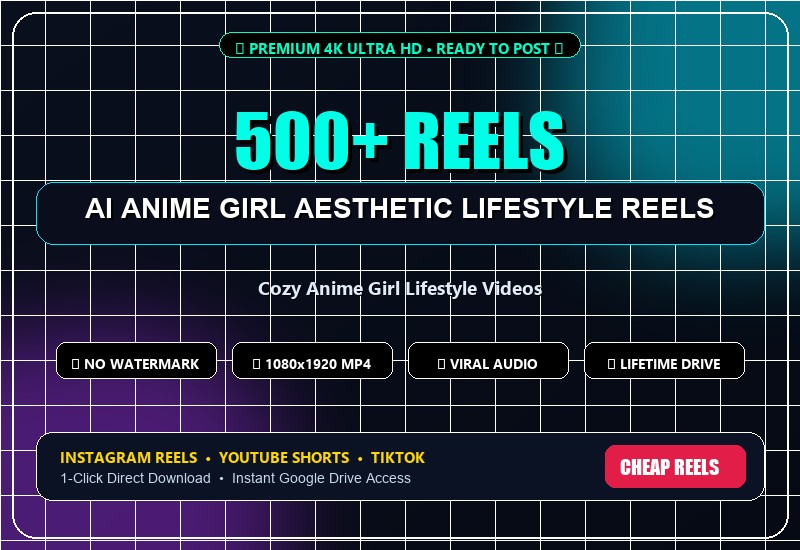 PREMIUM 4K ULTRA HD • READY TO POST
500+ REELS
AI ANIME GIRL AESTHETIC LIFESTYLE REELS
Cozy Anime Girl Lifestyle Videos
NO WATERMARK
1080x1920 MP4
VIRAL AUDIO
LIFETIME DRIVE
INSTAGRAM REELS • YOUTUBE SHORTS • TIKTOK
1-Click Direct Download • Instant Google Drive Access
CHEAP REELS